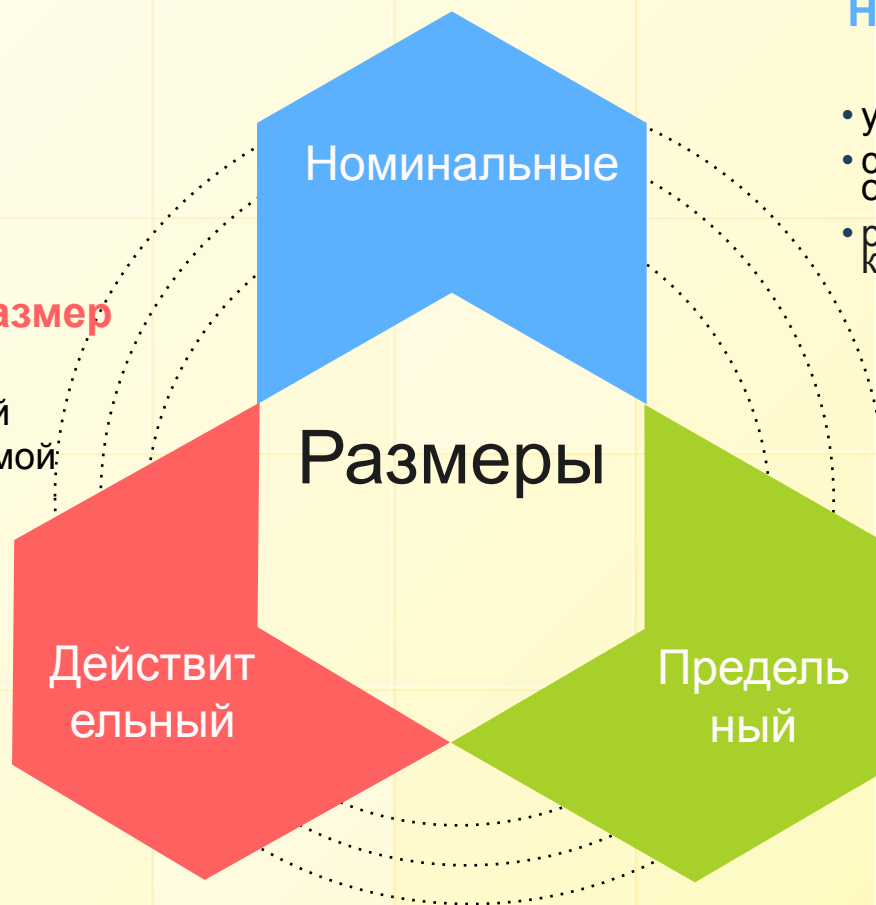 Номинальные
азмер
й
мой
Размеры
Действит
ельный
Предель
ный